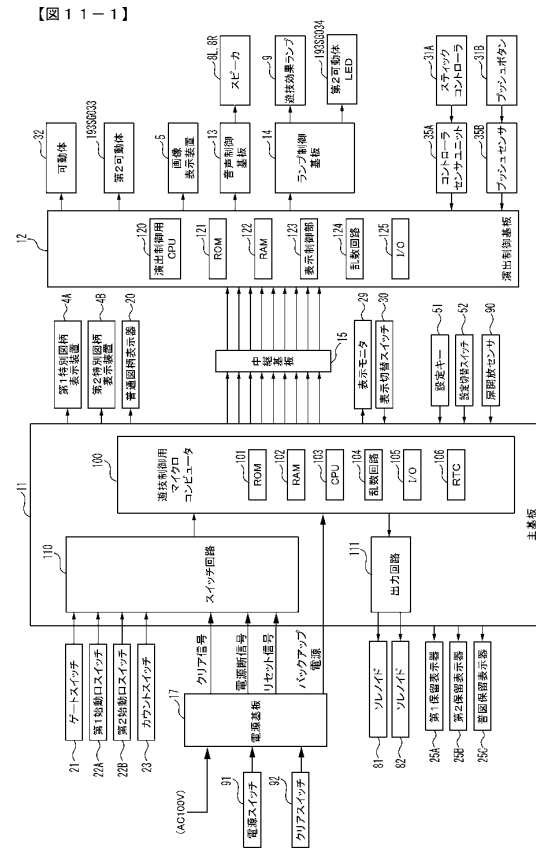 【図１１－１】
32
可動体
193SG033
第2可動体
5
画像
表示装置
13
音声制御
基板
8L, 8R
スピーカ
14
ランプ制御
基板
9
遊技効果ランプ
193SG034
第2可動体
LED
35A
コントローラ
センサユニット
31A
スティック
コントローラ
35B
プッシュセンサ
31B
プッシュボタン
12
120
演出制御用
CPU
121
ROM
122
RAM
123
表示制御部
124
乱数回路
125
I/O
演出制御基板
4A
第1特別図柄
表示装置
4B
第2特別図柄
表示装置
20
普通図柄表示器
中継
基板
15
29
表示モニタ
30
表示切替スイッチ
51
設定キー
52
設定切替スイッチ
90
扉開放センサ
11
100
遊技制御用
マイクロ
コンピュータ
101
ROM
102
RAM
103
CPU
104
乱数回路
105
I/O
106
RTC
110
スイッチ回路
111
出力回路
主基板
21
ゲートスイッチ
22A
第1始動口スイッチ
22B
第2始動口スイッチ
23
カウントスイッチ
クリア信号
電源断信号
リセット信号
バックアップ
電源
17
電源基板
(AC100V)
91
電源スイッチ
92
クリアスイッチ
81
ソレノイド
82
ソレノイド
25A
第1保留表示器
25B
第2保留表示器
25C
普図保留表示器